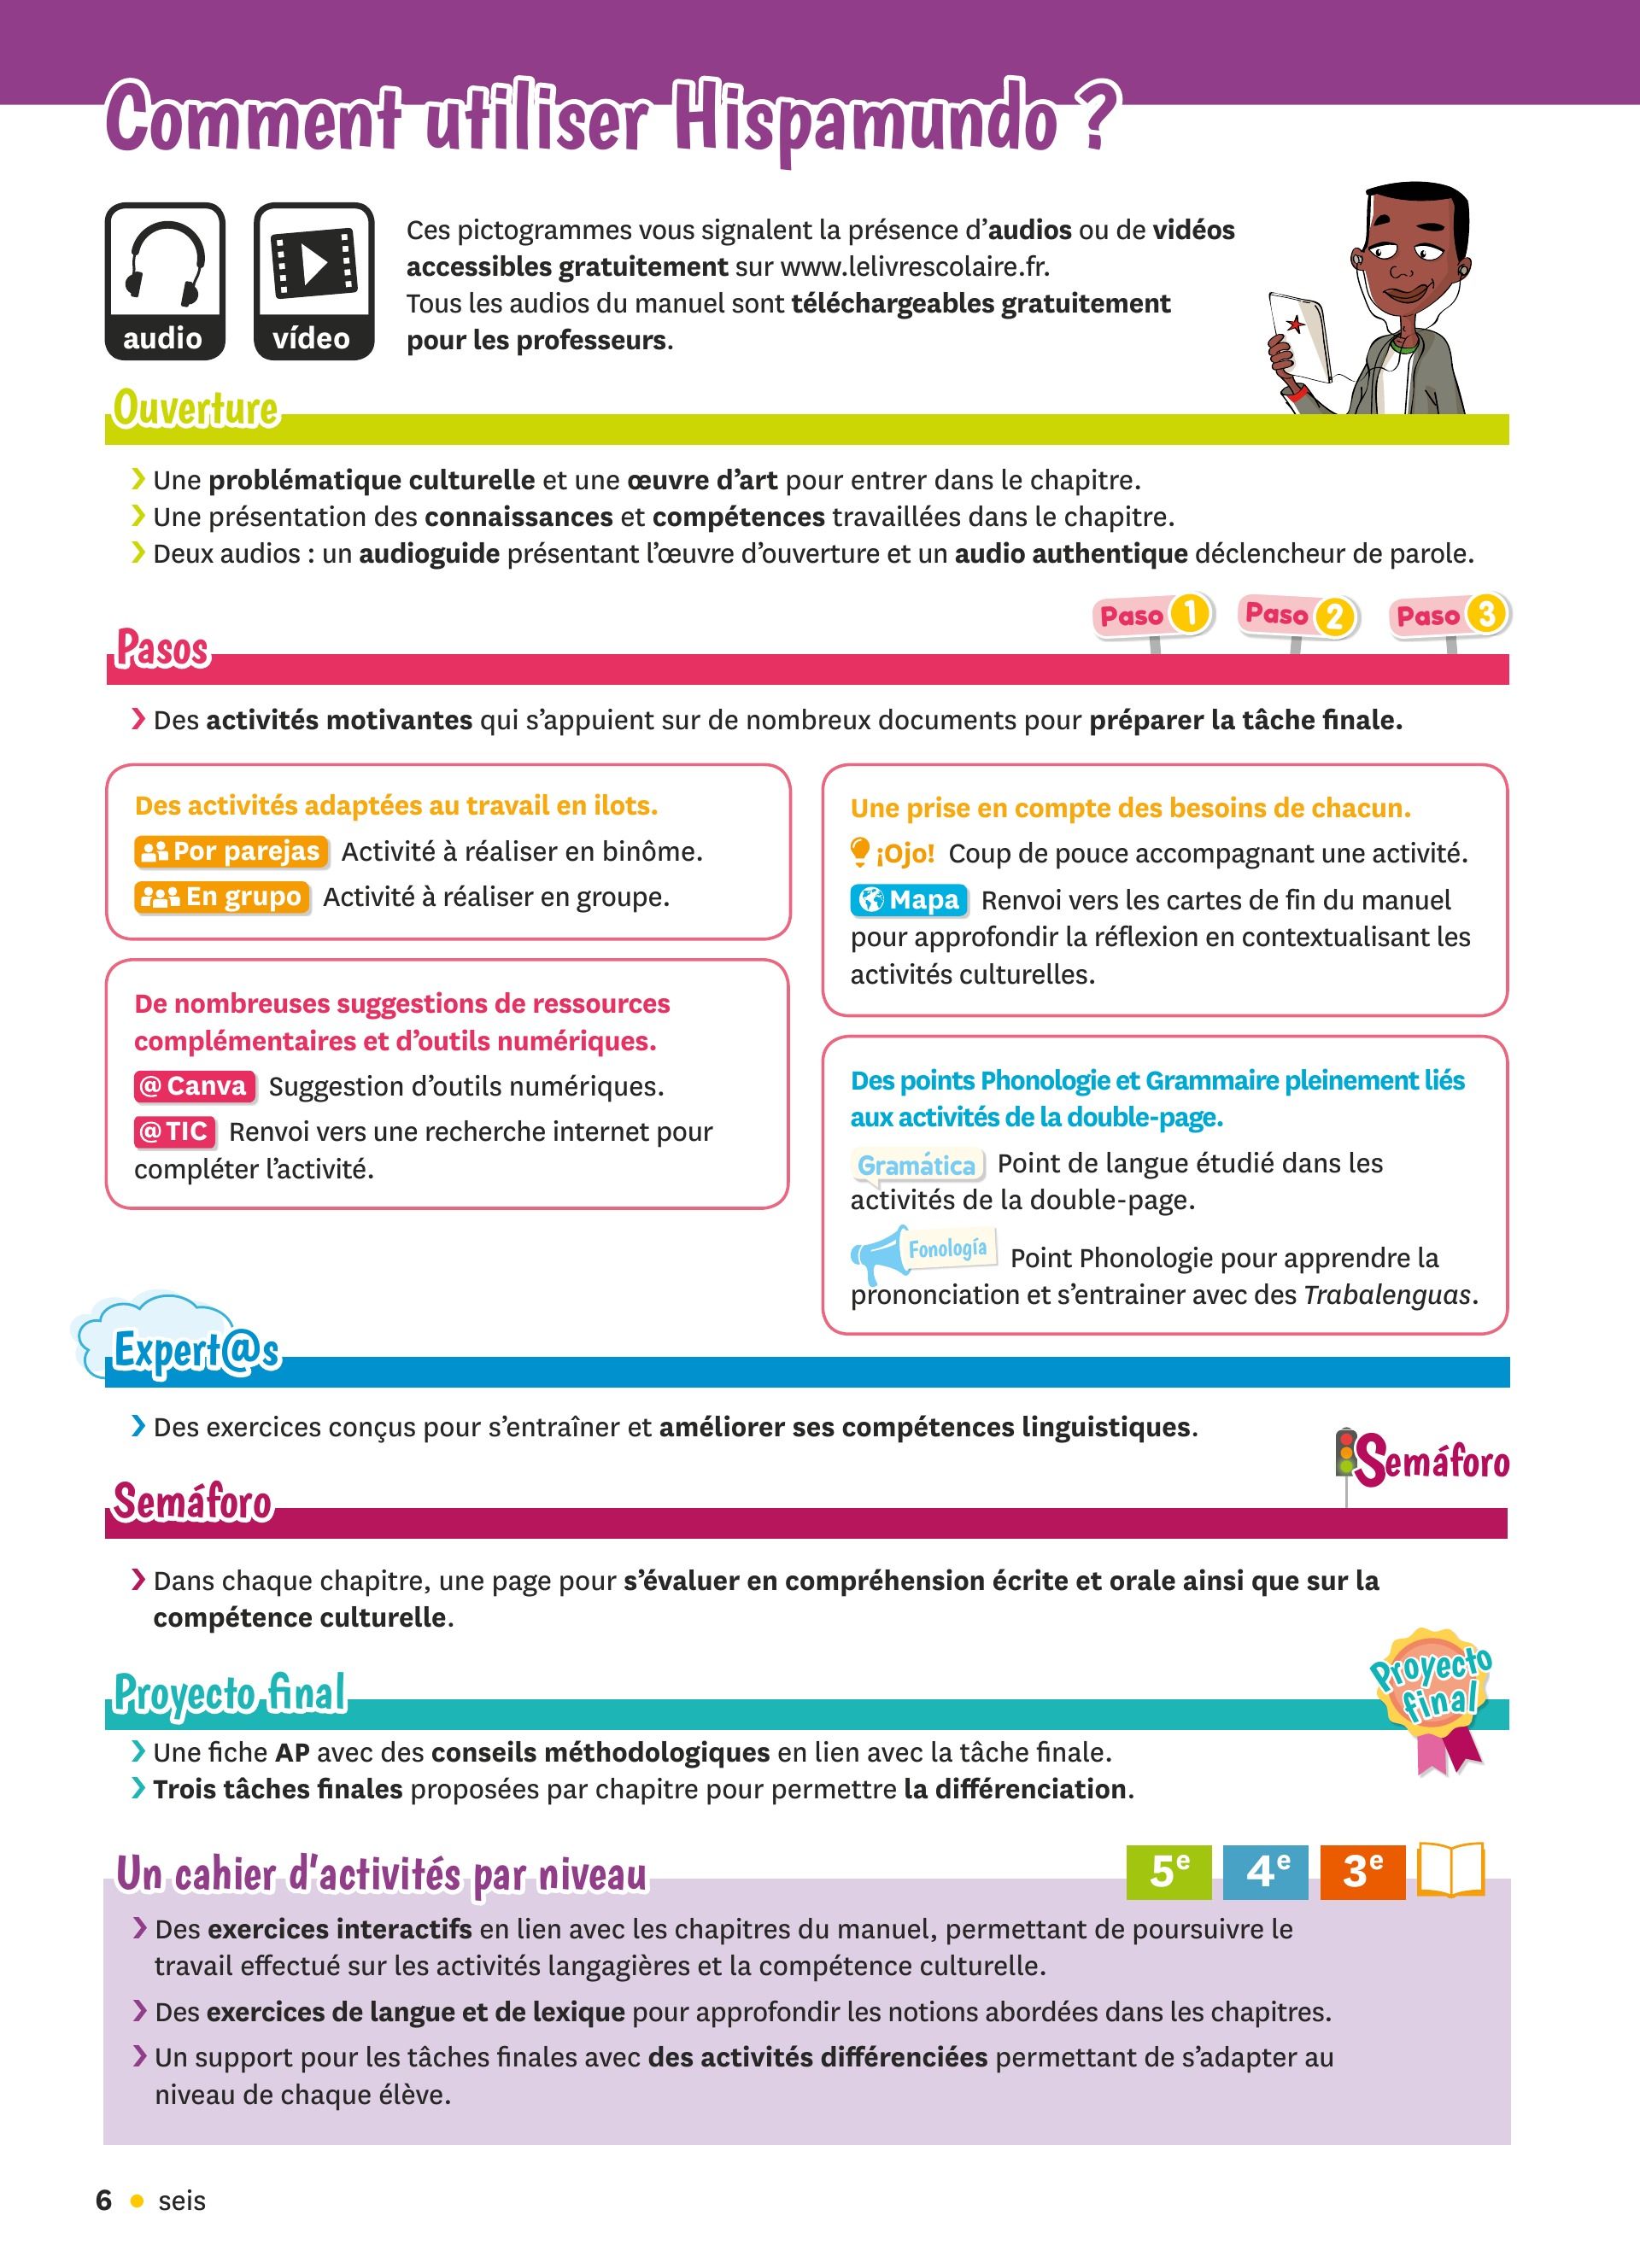 Comment utiliser Hispamundo ?
audio
vídeo
Ces pictogrammes vous signalent la présence d’audios ou de vidéos
accessibles gratuitement sur www.lelivrescolaire.fr.
Tous les audios du manuel sont téléchargeables gratuitement
pour les professeurs.
Ouverture
› Une problématique culturelle et une œuvre d’art pour entrer dans le chapitre.
› Une présentation des connaissances et compétences travaillées dans le chapitre.
› Deux audios : un audioguide présentant l’œuvre d’ouverture et un audio authentique déclencheur de parole.
Paso 1
Paso 2
Paso 3
Pasos
› Des activités motivantes qui s’appuient sur de nombreux documents pour préparer la tâche finale.
Des activités adaptées au travail en ilots.
Por parejas Activité à réaliser en binôme.
En grupo Activité à réaliser en groupe.
De nombreuses suggestions de ressources
complémentaires et d’outils numériques.
@ Canva Suggestion d’outils numériques.
@ TIC Renvoi vers une recherche internet pour
compléter l’activité.
Une prise en compte des besoins de chacun.
¡Ojo! Coup de pouce accompagnant une activité.
Mapa Renvoi vers les cartes de fin du manuel
pour approfondir la réflexion en contextualisant les
activités culturelles.
Des points Phonologie et Grammaire pleinement liés
aux activités de la double-page.
Gramática Point de langue étudié dans les
activités de la double-page.
Fonología Point Phonologie pour apprendre la
prononciation et s’entrainer avec des Trabalenguas.
Expert@s
› Des exercices conçus pour s’entraîner et améliorer ses compétences linguistiques.
Semáforo
Semáforo
› Dans chaque chapitre, une page pour s’évaluer en compréhension écrite et orale ainsi que sur la
compétence culturelle.
Proyecto final
Proyecto
final
› Une fiche AP avec des conseils méthodologiques en lien avec la tâche finale.
› Trois tâches finales proposées par chapitre pour permettre la différenciation.
Un cahier d’activités par niveau
5e
4e
3e
› Des exercices interactifs en lien avec les chapitres du manuel, permettant de poursuivre le
travail effectué sur les activités langagières et la compétence culturelle.
› Des exercices de langue et de lexique pour approfondir les notions abordées dans les chapitres.
› Un support pour les tâches finales avec des activités différenciées permettant de s’adapter au
niveau de chaque élève.
6 • seis